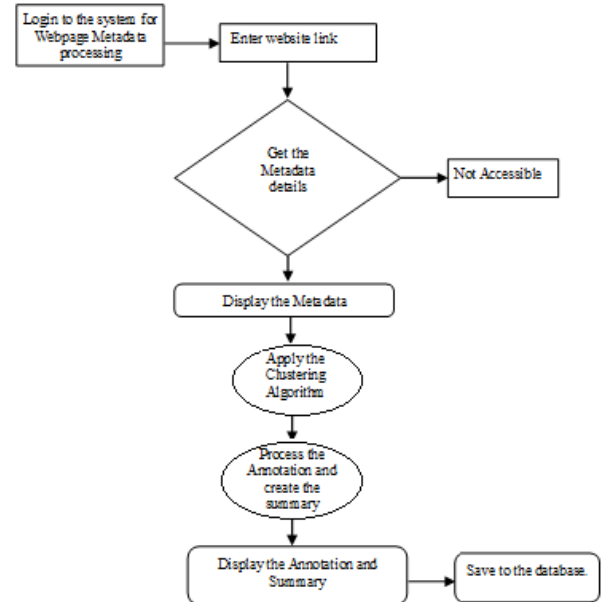 Login to the system for
Webpage Metadata
processing
Enter website link
Get the
Metadata
details
Not Accessible
Display the Metadata
Apply the
Clustering
Algorithm
Process the
Annotation and
create the
summary
Display the Annotation and
Summary
Save to the database.